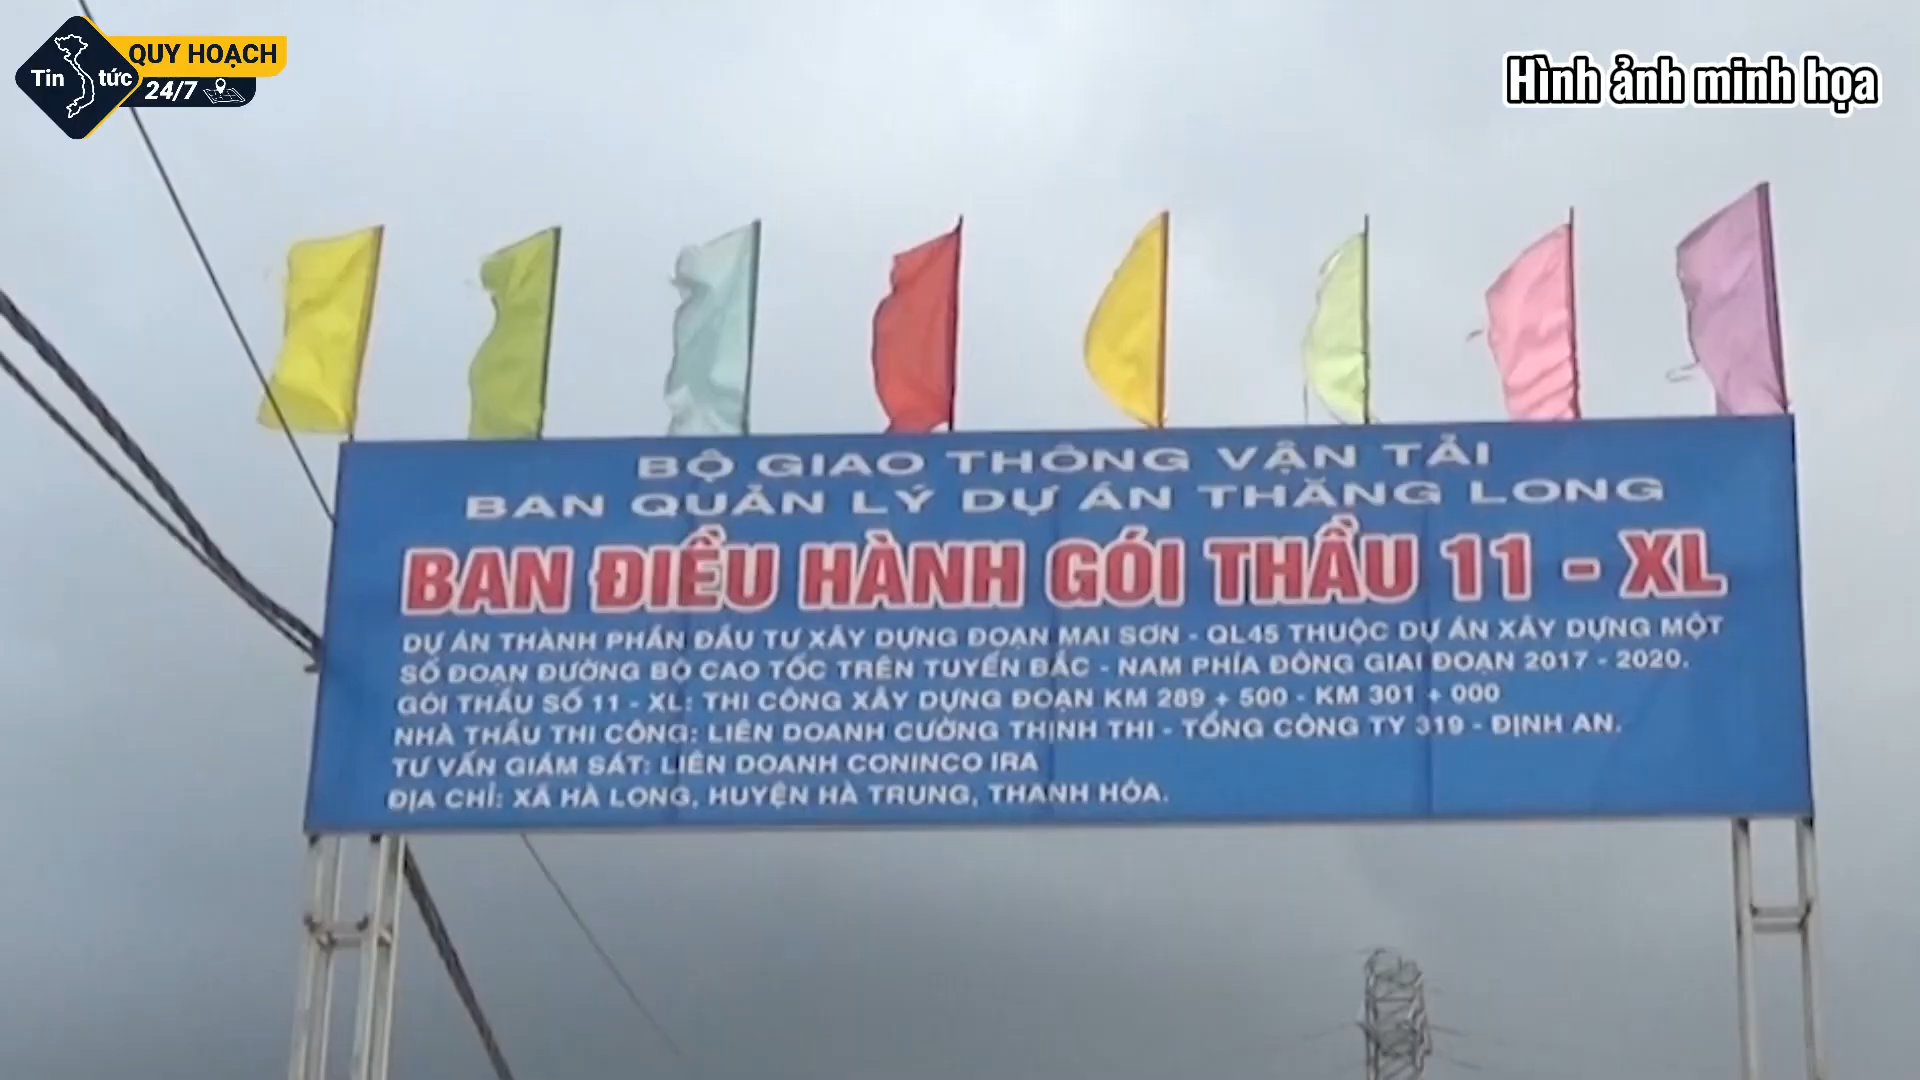 Tin tức
QUY HOẠCH
24/7
Hình ảnh minh họa
BỘ GIAO THÔNG VẬN TẢI
BAN QUẢN LÝ DỰ ÁN THĂNG LONG
BAN ĐIỀU HÀNH GÓI THẦU 11 - XL
DỰ ÁN THÀNH PHẦN ĐẦU TƯ XÂY DỰNG ĐOẠN MAI SƠN - QL45 THUỘC DỰ ÁN XÂY DỰNG MỘT
SỐ ĐOẠN ĐƯỜNG BỘ CAO TỐC TRÊN TUYẾN BẮC - NAM PHÍA ĐÔNG GIAI ĐOẠN 2017 - 2020.
GÓI THẦU SỐ 11 - XL: THI CÔNG XÂY DỰNG ĐOẠN KM 289 + 500 - KM 301 + 000
NHÀ THẦU THI CÔNG: LIÊN DOANH CƯỜNG THỊNH THI - TỔNG CÔNG TY 319 - ĐỊNH AN.
TƯ VẤN GIÁM SÁT: LIÊN DOANH CONINCO IRA
ĐỊA CHỈ: XÃ HÀ LONG, HUYỆN HÀ TRUNG, THANH HÓA.